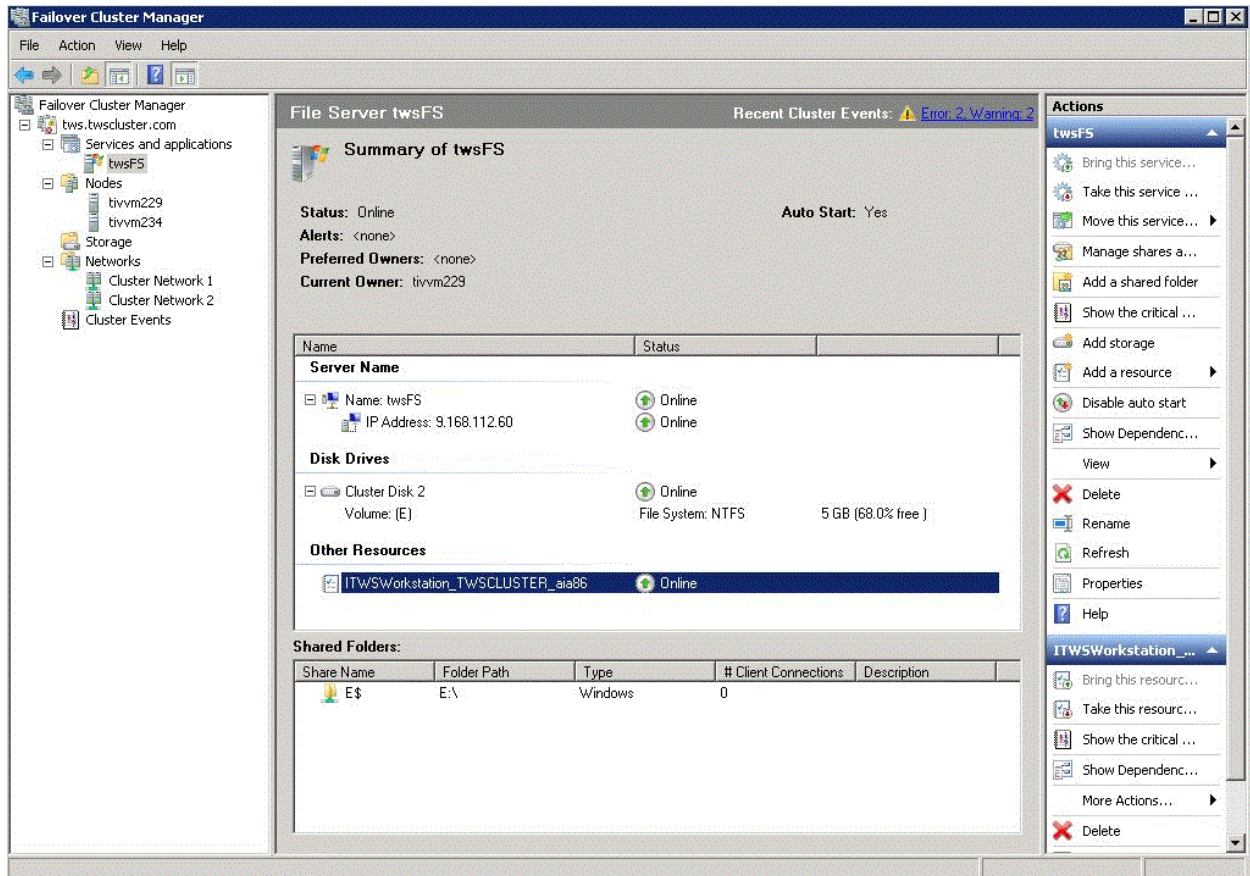 Failover Cluster Manager
File Action View Help
Failover Cluster Manager
tws.twscluster.com
Services and applications
twsFS
Nodes
tivvm229
tivvm234
Storage
Networks
Cluster Network 1
Cluster Network 2
Cluster Events
File Server twsFS
Recent Cluster Events: Error: 2, Warning: 2
Summary of twsFS
Status: Online
Auto Start: Yes
Alerts: <none>
Preferred Owners: <none>
Current Owner: tivvm229
Name Status
Server Name
Name: twsFS Online
IP Address: 9.168.112.60 Online
Disk Drives
Cluster Disk 2 Online
Volume: (E) File System: NTFS 5 GB (68.0% free )
Other Resources
ITWSWorkstation_TWSCLUSTER_aia86 Online
Shared Folders:
Share Name Folder Path Type # Client Connections Description
E$ E:\ Windows 0
Actions
twsFS
Bring this service...
Take this service ...
Move this service...
Manage shares a...
Add a shared folder
Show the critical ...
Add storage
Add a resource
Disable auto start
Show Dependenc...
View
Delete
Rename
Refresh
Properties
Help
ITWSWorkstation_...
Bring this resourc...
Take this resourc...
Show the critical ...
Show Dependenc...
More Actions...
Delete